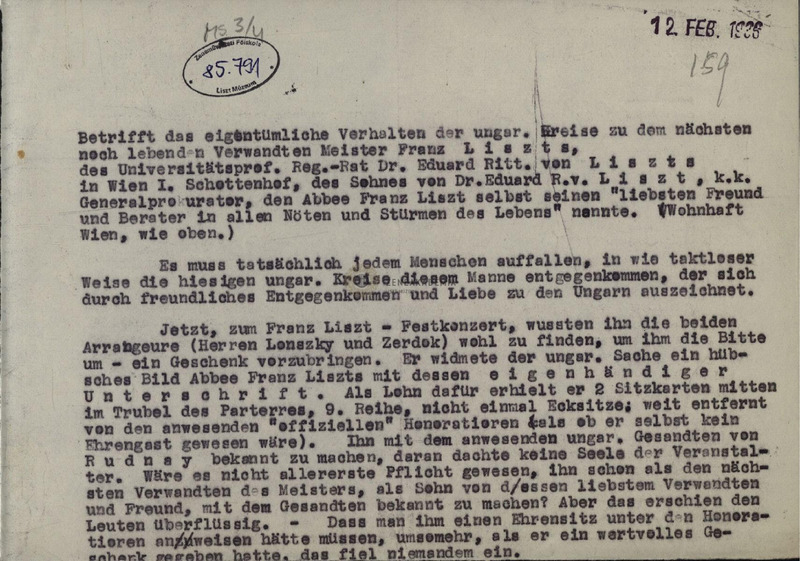 MS 3/4
12 FEB. 1936
Zeneművészeti Főiskola
85.791
Liszt Múzeum
159
Betrifft das eigentümliche Verhalten der ungar. Kreise zu dem nächsten
noch lebenden Verwandten Meister Franz L i s z t s,
des Universitätsprof. Reg.-Rat Dr. Eduard Ritt. von L i s z t s
in Wien I. Schottenhof, des Sohnes von Dr.Eduard R.v. L i s z t , k.k.
Generalprokurator, den Abbee Franz Liszt selbst seinen "liebsten Freund
und Berater in allen Nöten und Stürmen des Lebens" nannte. (Wohnhaft
Wien, wie oben.)
Es muss tatsächlich jedem Menschen auffallen, in wie taktloser
Weise die hiesigen ungar. Kreise diesem Manne entgegenkommen, der sich
durch freundliches Entgegenkommen und Liebe zu den Ungarn auszeichnet.
Jetzt, zum Franz Liszt - Festkonzert, wussten ihn die beiden
Arrangeure (Herren Lonszky und Zerdok) wohl zu finden, um ihm die Bitte
um - ein Geschenk vorzubringen. Er widmete der ungar. Sache ein hüb-
sches Bild Abbee Franz Liszts mit dessen e i g e n h ä n d i g e r
U n t e r s c h r i f t . Als Lohn dafür erhielt er 2 Sitzkarten mitten
im Trubel des Parterres, 9. Reihe, nicht einmal Ecksitze; weit entfernt
von den anwesenden "offiziellen" Honoratioren (als ob er selbst kein
Ehrengast gewesen wäre). Ihn mit dem anwesenden ungar. Gesandten von
R u d n a y bekannt zu machen, daran dachte keine Seele der Veranstal-
ter. Wäre es nicht allererste Pflicht gewesen, ihn schon als den näch-
sten Verwandten des Meisters, als Sohn von d/essen liebstem Verwandten
und Freund, mit dem Gesandten bekannt zu machen? Aber das erschien den
Leuten überflüssig. - Dass man ihm einen Ehrensitz unter den Honora-
tioren an//weisen hätte müssen, umsomehr, als er ein wertvolles Ge-
schenk gegeben hatte, das fiel niemandem ein.